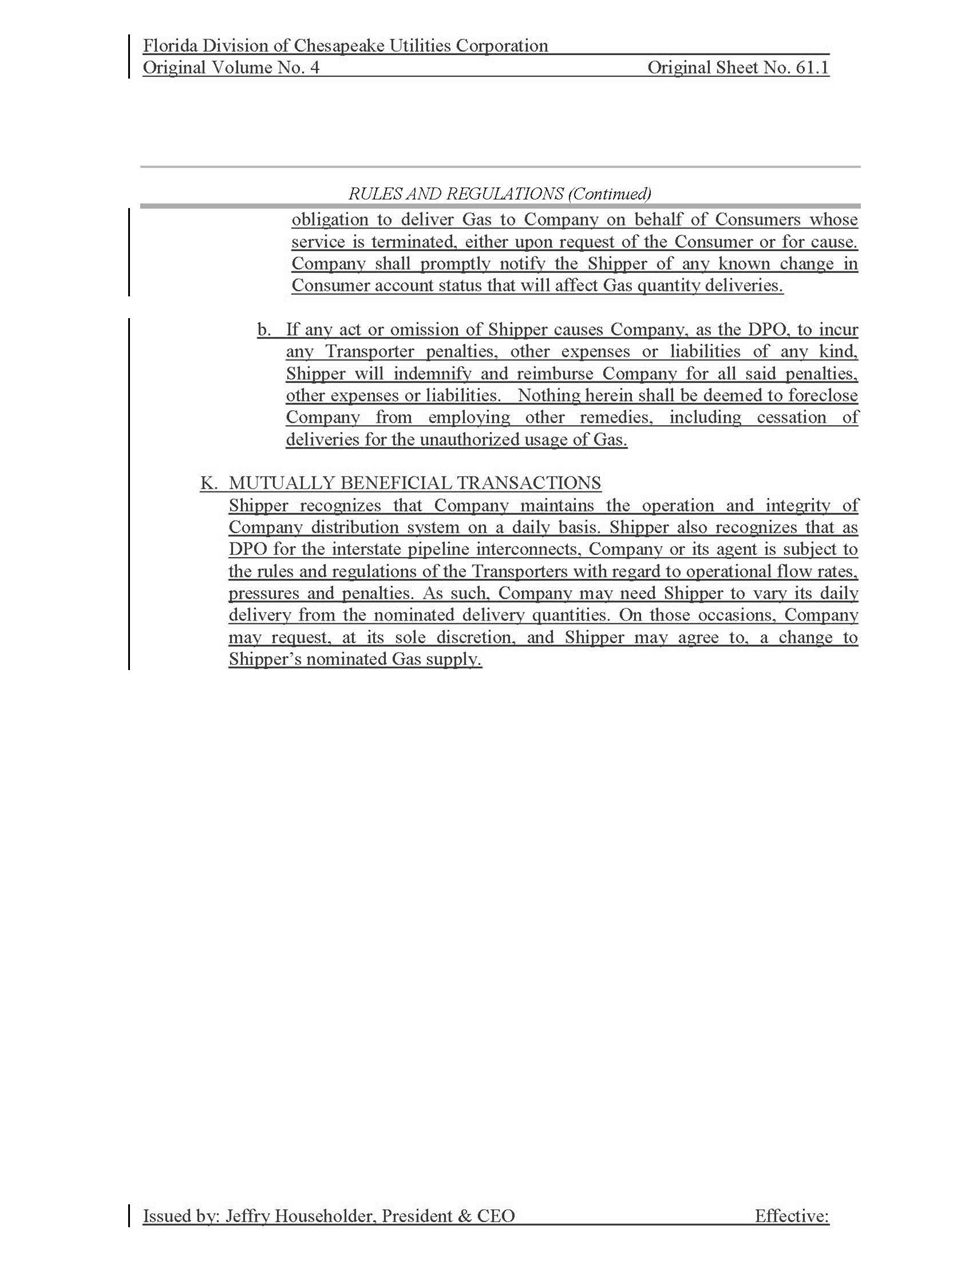 Florida Division of Chesapeake Utilities Corporation
Original Volume No. 4 Original Sheet No. 61.1
RULES AND REGULATIONS (Continued)
obligation to deliver Gas to Company on behalf of Consumers whose
service is terminated, either upon request of the Consumer or for cause.
Company shall promptly notify the Shipper of any known change in
Consumer account status that will affect Gas quantity deliveries.
b. If any act or omission of Shipper causes Company, as the DPO, to incur
any Transporter penalties, other expenses or liabilities of any kind,
Shipper will indemnify and reimburse Company for all said penalties,
other expenses or liabilities. Nothing herein shall be deemed to foreclose
Company from employing other remedies, including cessation of
deliveries for the unauthorized usage of Gas.
K. MUTUALLY BENEFICIAL TRANSACTIONS
Shipper recognizes that Company maintains the operation and integrity of
Company distribution system on a daily basis. Shipper also recognizes that as
DPO for the interstate pipeline interconnects, Company or its agent is subject to
the rules and regulations of the Transporters with regard to operational flow rates,
pressures and penalties. As such, Company may need Shipper to vary its daily
delivery from the nominated delivery quantities. On those occasions, Company
may request, at its sole discretion, and Shipper may agree to, a change to
Shipper's nominated Gas supply.
Issued by: Jeffry Householder, President & CEO Effective: